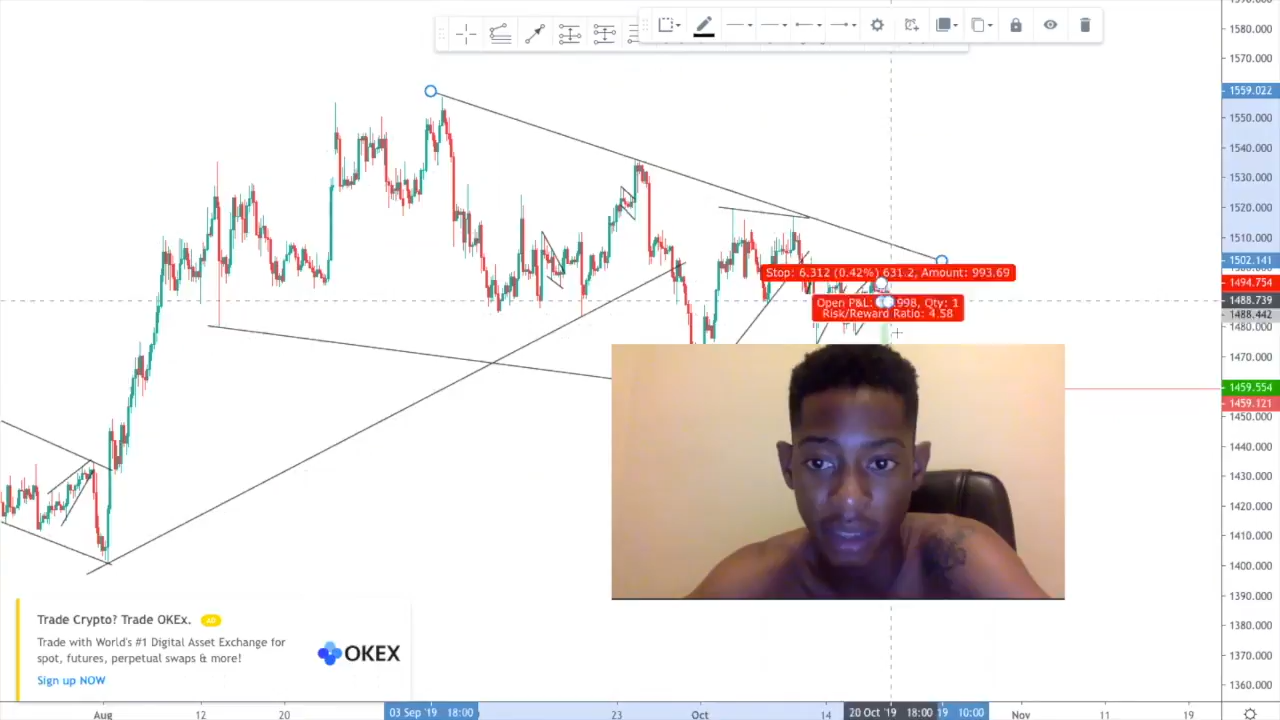 1580.000
1570.000
1559.022
1550.000
1540.000
1530.000
1520.000
1510.000
1502.141
1494.754
1488.739
1488.442
1480.000
1470.000
1459.554
1459.121
1450.000
1440.000
1430.000
1420.000
1410.000
1400.000
1390.000
1380.000
1370.000
1360.000
Stop: 6.312 (0.42%) 631.2, Amount: 993.69
Open P&L: 998, Qty: 1
Risk/Reward Ratio: 4.58
Trade Crypto? Trade OKEx. AD
Trade with World's #1 Digital Asset Exchange for
spot, futures, perpetual swaps & more!
OKEX
Sign up NOW
Aug 12 20 03 Sep '19 18:00 23 Oct 14 20 Oct '19 18:00 19 10:00 Nov 11 19